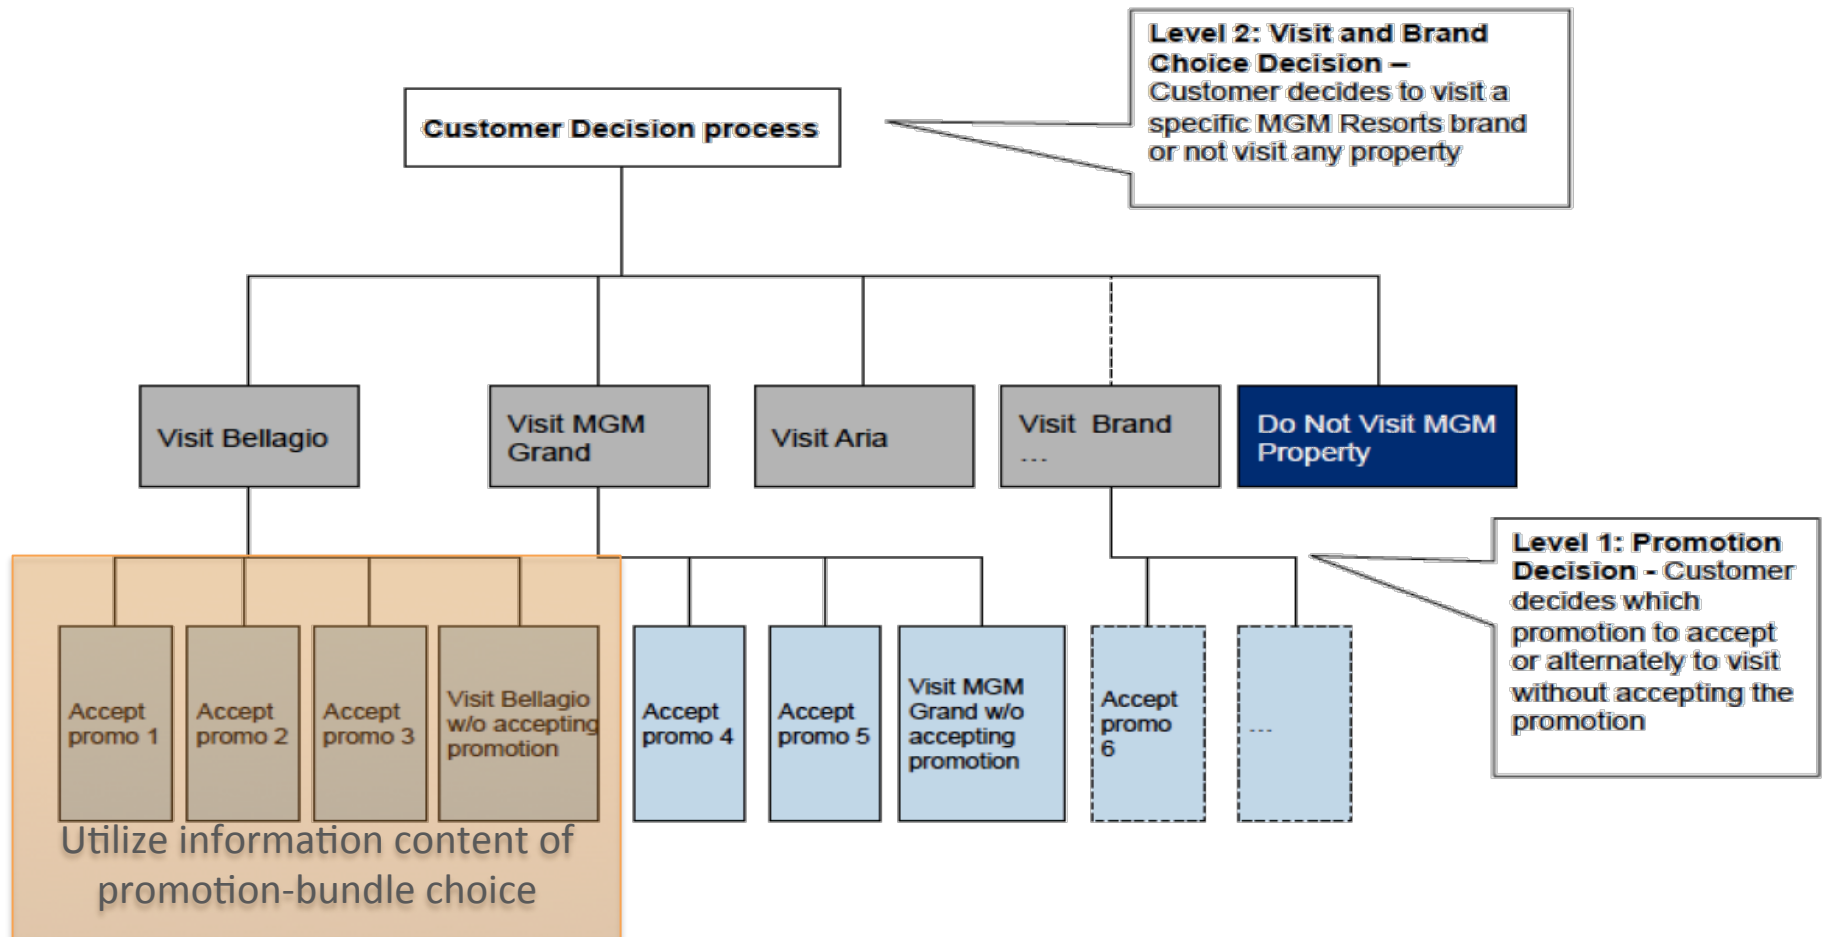 Level 2: Visit and Brand
Choice Decision –
Customer decides to visit a
specific MGM Resorts brand
or not visit any property
Customer Decision process
Visit Bellagio
Visit MGM
Grand
Visit Aria
Visit Brand
...
Do Not Visit MGM
Property
Level 1: Promotion
Decision - Customer
decides which
promotion to accept
or alternately to visit
without accepting the
promotion
Accept
promo 1
Accept
promo 2
Accept
promo 3
Visit Bellagio
w/o accepting
promotion
Accept
promo 4
Accept
promo 5
Visit MGM
Grand w/o
accepting
promotion
Accept
promo
6
...
Utilize information content of
promotion-bundle choice